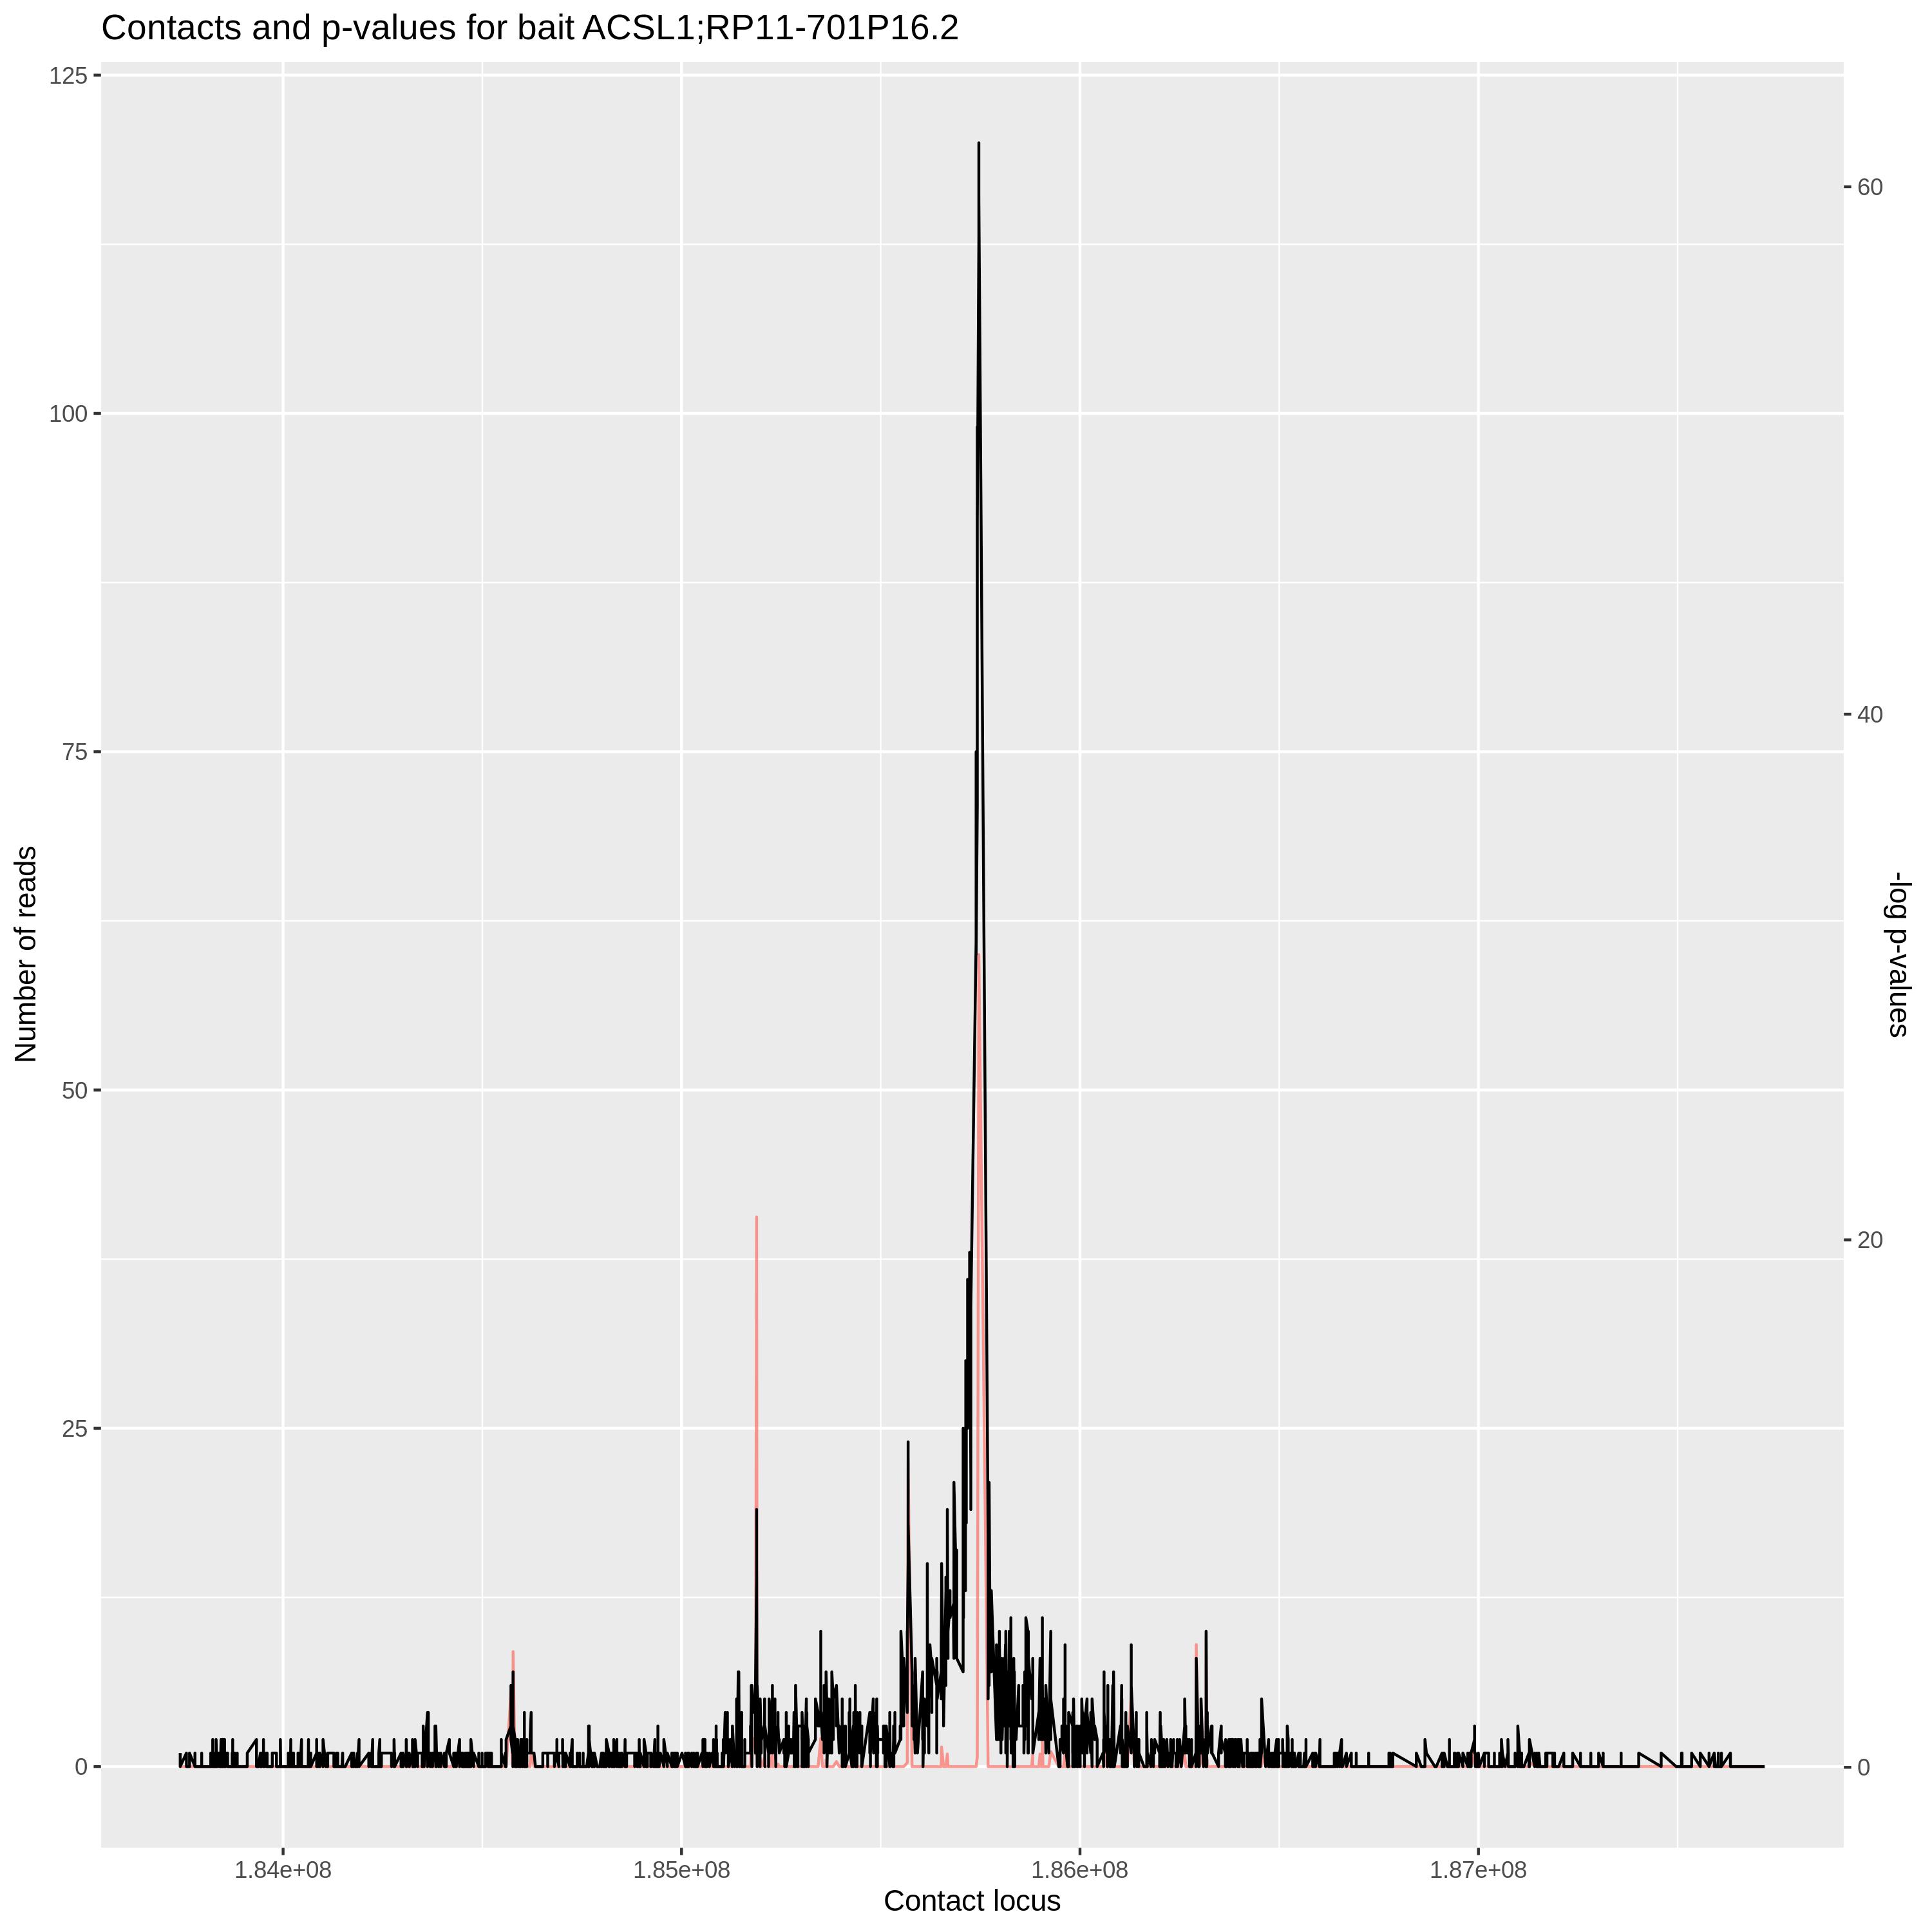 Contacts and p-values for bait ACSL1;RP11-701P16.2
125
100
75
50
25
0
Number of reads
60
40
20
0
-log p-values
1.84e+08
1.85e+08
1.86e+08
1.87e+08
Contact locus